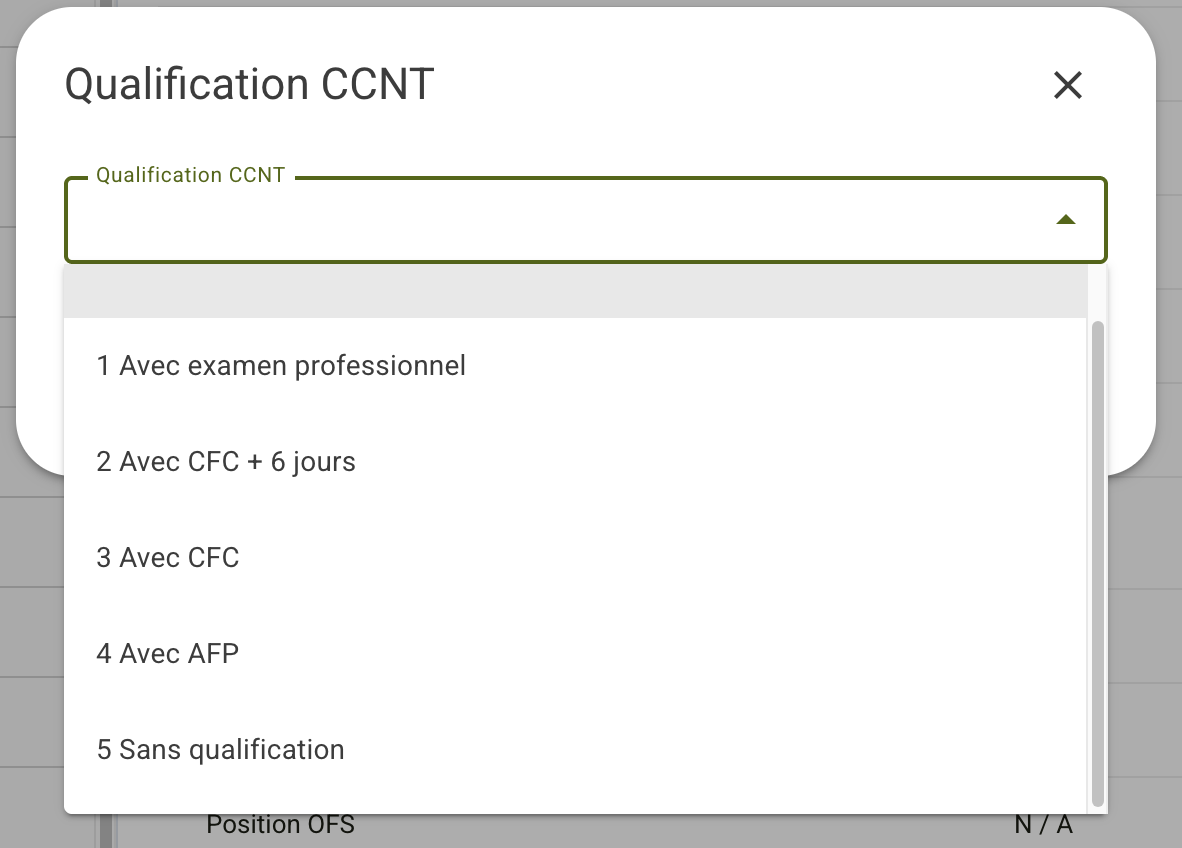 Qualification CCNT
Qualification CCNT
1 Avec examen professionnel
2 Avec CFC + 6 jours
3 Avec CFC
4 Avec AFP
5 Sans qualification
Position OFS N / A